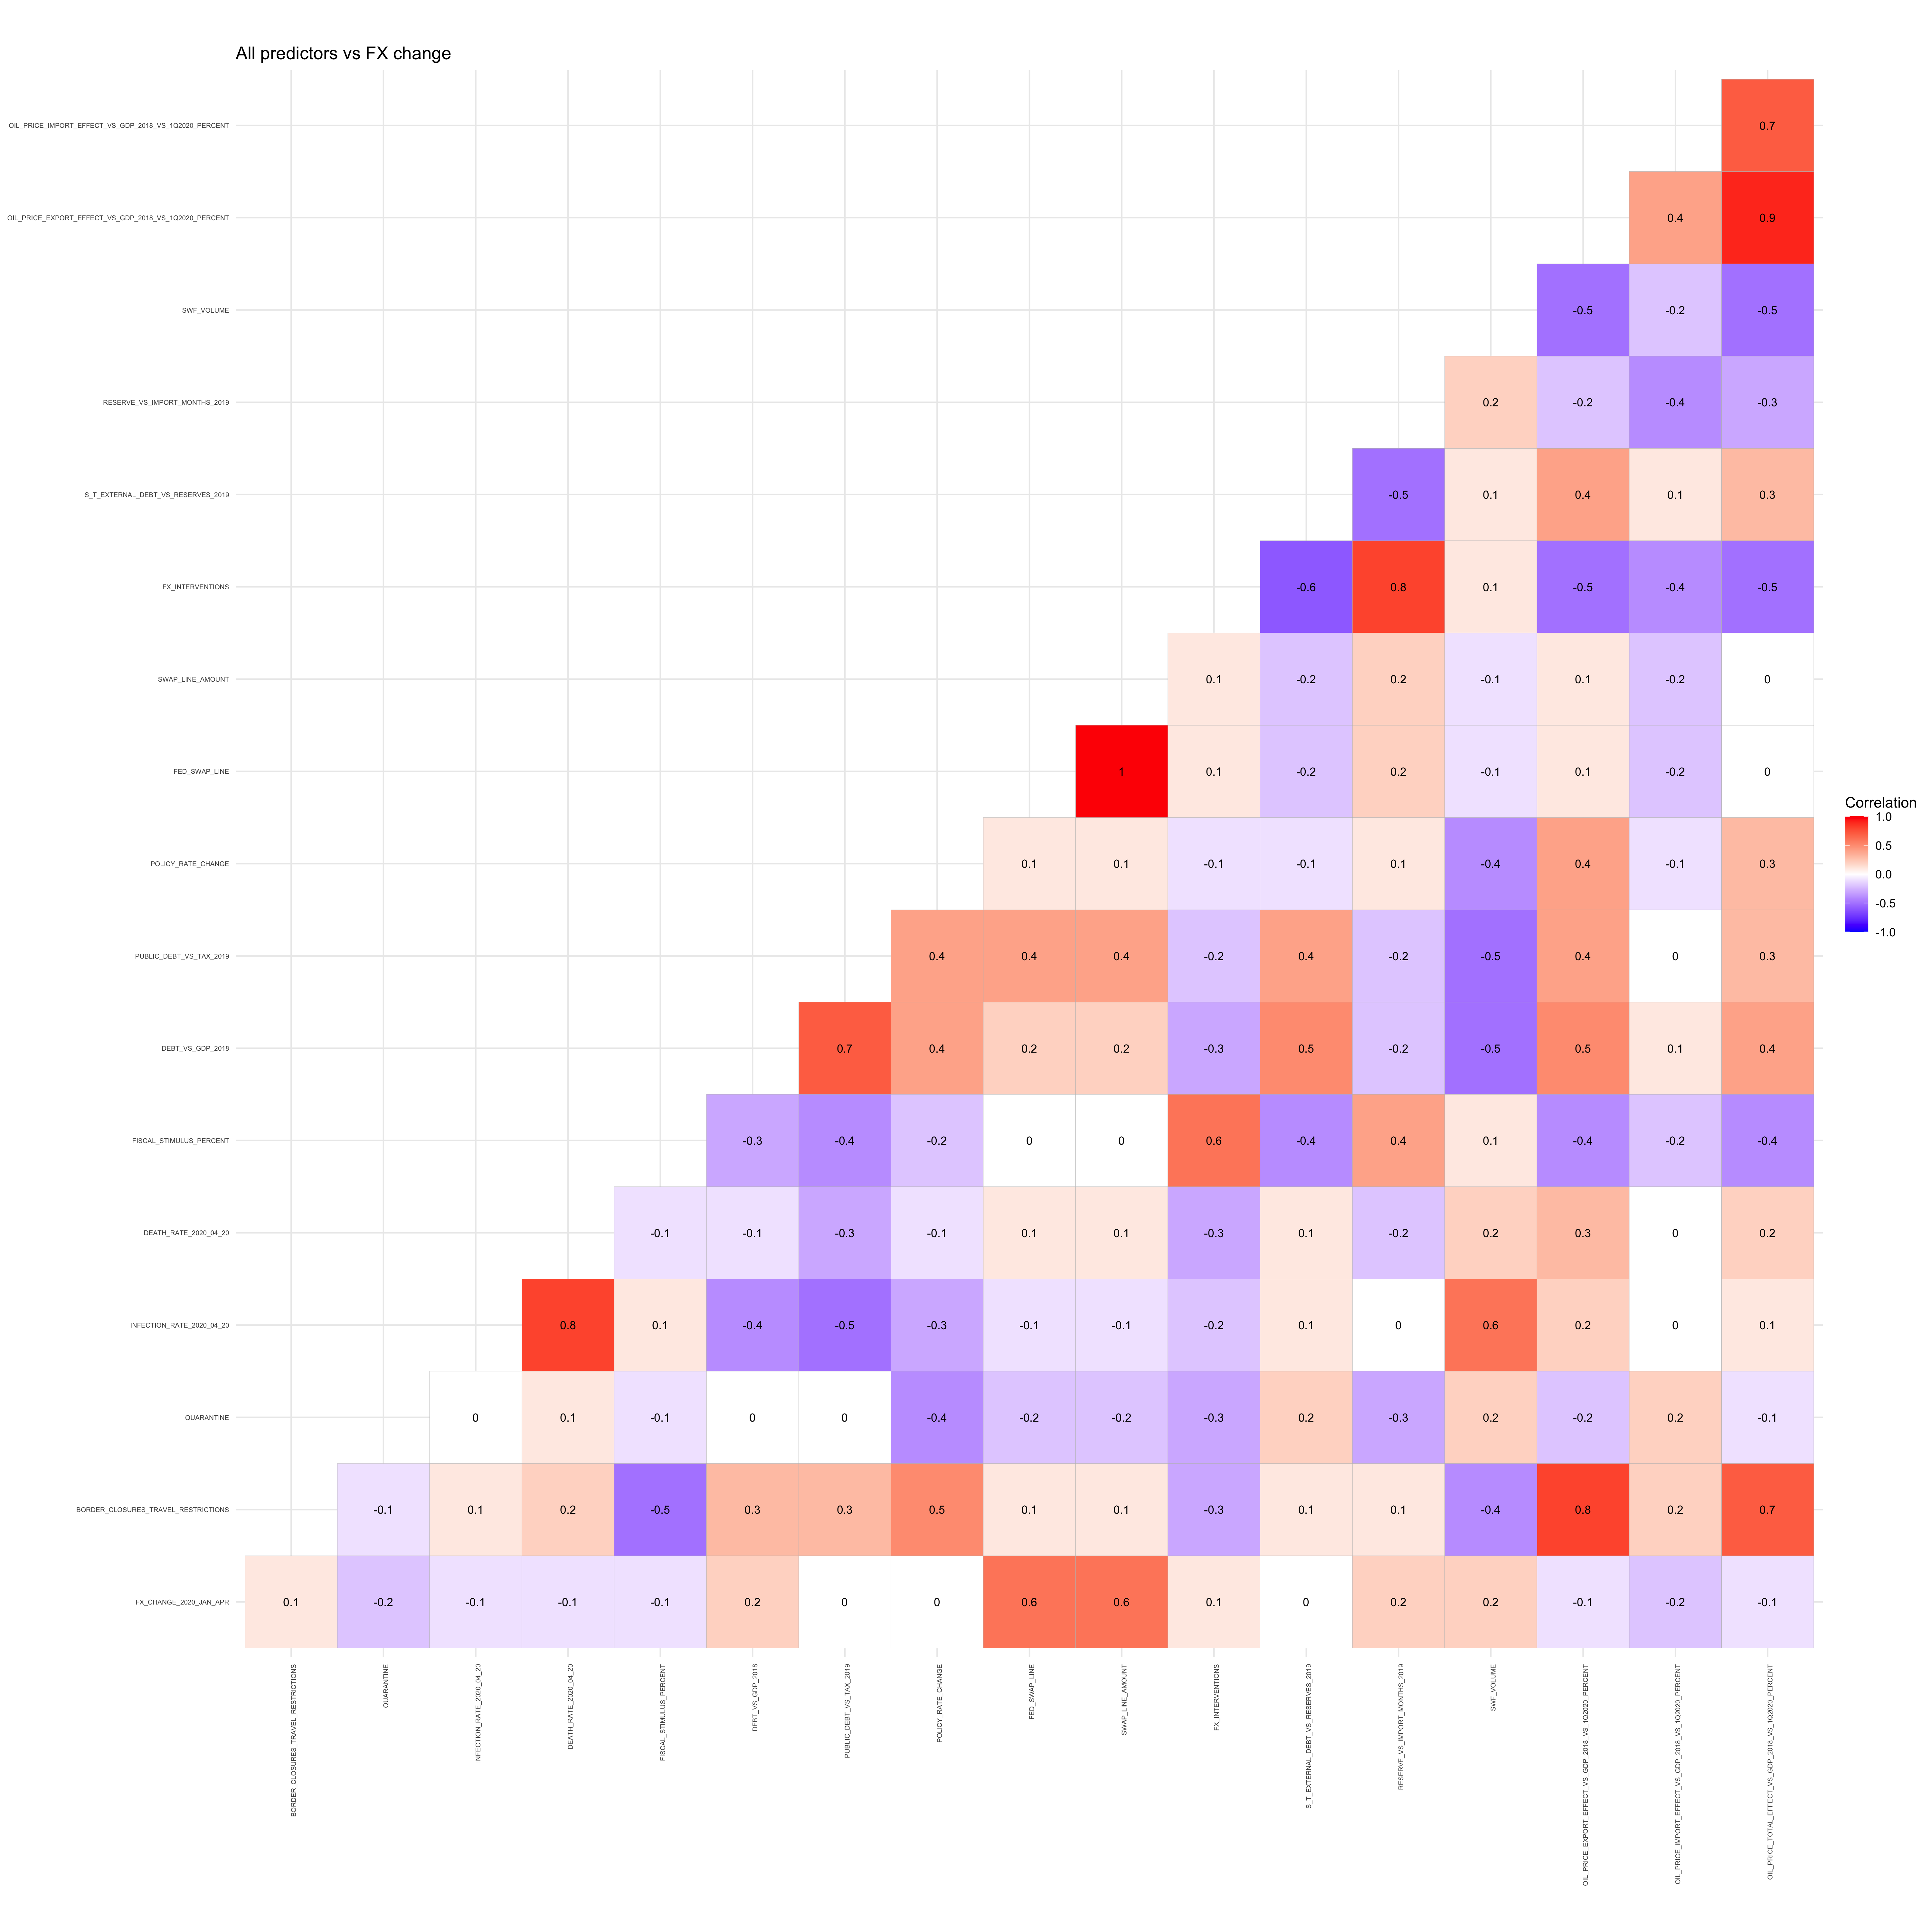 All predictors vs FX change
OIL_PRICE_IMPORT_EFFECT_VS_GDP_2018_VS_1Q2020_PERCENT
0.7
OIL_PRICE_EXPORT_EFFECT_VS_GDP_2018_VS_1Q2020_PERCENT
0.4 0.9
SWF_VOLUME
-0.5 -0.2 -0.5
RESERVE_VS_IMPORT_MONTHS_2019
0.2 -0.2 -0.4 -0.3
S_T_EXTERNAL_DEBT_VS_RESERVES_2019
-0.5 0.1 0.4 0.1 0.3
FX_INTERVENTIONS
-0.6 0.8 0.1 -0.5 -0.4 -0.5
SWAP_LINE_AMOUNT
0.1 -0.2 0.2 -0.1 0.1 -0.2 0
FED_SWAP_LINE
1 0.1 -0.2 0.2 -0.1 0.1 -0.2 0
POLICY_RATE_CHANGE
0.1 0.1 -0.1 -0.1 0.1 -0.4 0.4 -0.1 0.3
PUBLIC_DEBT_VS_TAX_2019
0.4 0.4 0.4 -0.2 0.4 -0.2 -0.5 0.4 0 0.3
DEBT_VS_GDP_2018
0.7 0.4 0.2 0.2 -0.3 0.5 -0.2 -0.5 0.5 0.1 0.4
FISCAL_STIMULUS_PERCENT
-0.3 -0.4 -0.2 0 0 0.6 -0.4 0.4 0.1 -0.4 -0.2 -0.4
DEATH_RATE_2020_04_20
-0.1 -0.1 -0.3 -0.1 0.1 0.1 -0.3 0.1 -0.2 0.2 0.3 0 0.2
INFECTION_RATE_2020_04_20
0.8 0.1 -0.4 -0.5 -0.3 -0.1 -0.1 -0.2 0.1 0 0.6 0.2 0 0.1
QUARANTINE
0 0.1 -0.1 0 0 -0.4 -0.2 -0.2 -0.3 0.2 -0.3 0.2 -0.2 0.2 -0.1
BORDER_CLOSURES_TRAVEL_RESTRICTIONS
-0.1 0.1 0.2 -0.5 0.3 0.3 0.5 0.1 0.1 -0.3 0.1 0.1 -0.4 0.8 0.2 0.7
FX_CHANGE_2020_JAN_APR
0.1 -0.2 -0.1 -0.1 -0.1 0.2 0 0 0.6 0.6 0.1 0 0.2 0.2 -0.1 -0.2 -0.1
BORDER_CLOSURES_TRAVEL_RESTRICTIONS
QUARANTINE
INFECTION_RATE_2020_04_20
DEATH_RATE_2020_04_20
FISCAL_STIMULUS_PERCENT
DEBT_VS_GDP_2018
PUBLIC_DEBT_VS_TAX_2019
POLICY_RATE_CHANGE
FED_SWAP_LINE
SWAP_LINE_AMOUNT
FX_INTERVENTIONS
S_T_EXTERNAL_DEBT_VS_RESERVES_2019
RESERVE_VS_IMPORT_MONTHS_2019
SWF_VOLUME
OIL_PRICE_EXPORT_EFFECT_VS_GDP_2018_VS_1Q2020_PERCENT
OIL_PRICE_IMPORT_EFFECT_VS_GDP_2018_VS_1Q2020_PERCENT
OIL_PRICE_TOTAL_EFFECT_VS_GDP_2018_VS_1Q2020_PERCENT
Correlation
1.0
0.5
0.0
-0.5
-1.0